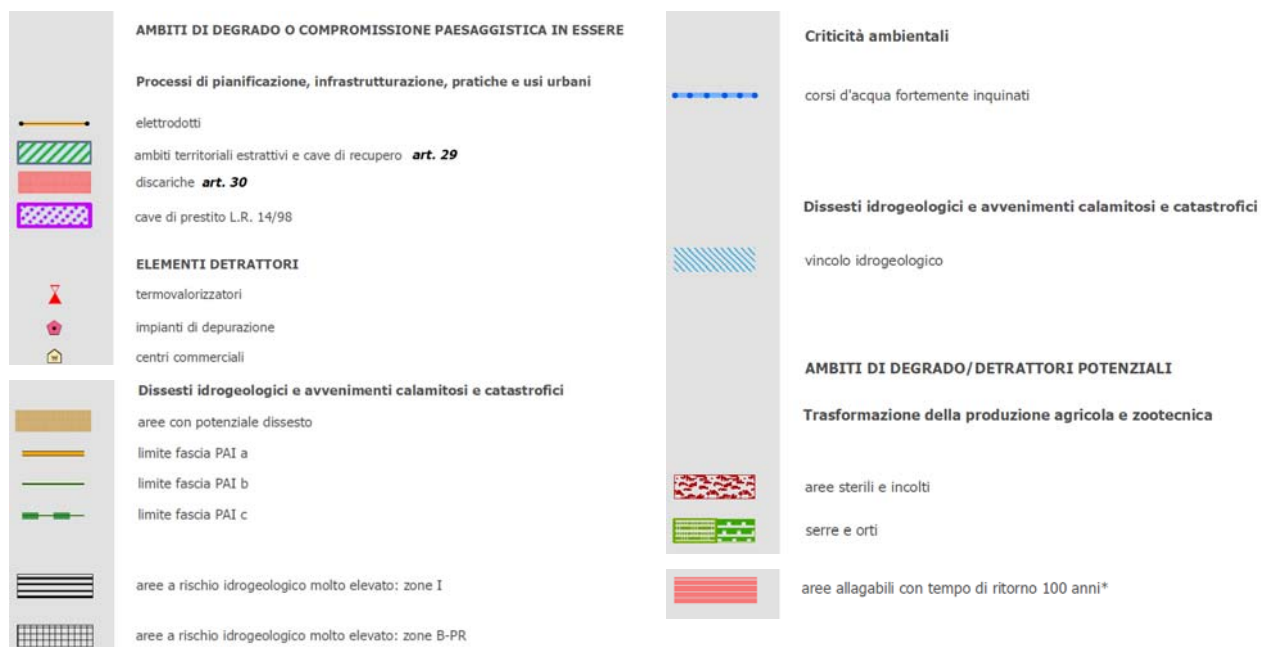 AMBITI DI DEGRADO O COMPROMISSIONE PAESAGGISTICA IN ESSERE
Processi di pianificazione, infrastrutturazione, pratiche e usi urbani
elettrodotti
ambiti territoriali estrattivi e cave di recupero art. 29
discariche art. 30
cave di prestito L.R. 14/98
ELEMENTI DETRATTORI
termovalorizzatori
impianti di depurazione
centri commerciali
Dissesti idrogeologici e avvenimenti calamitosi e catastrofici
aree con potenziale dissesto
limite fascia PAI a
limite fascia PAI b
limite fascia PAI c
aree a rischio idrogeologico molto elevato: zone I
aree a rischio idrogeologico molto elevato: zone B-PR
Criticità ambientali
corsi d'acqua fortemente inquinati
Dissesti idrogeologici e avvenimenti calamitosi e catastrofici
vincolo idrogeologico
AMBITI DI DEGRADO/DETRATTORI POTENZIALI
Trasformazione della produzione agricola e zootecnica
aree sterili e incolti
serre e orti
aree allagabili con tempo di ritorno 100 anni*